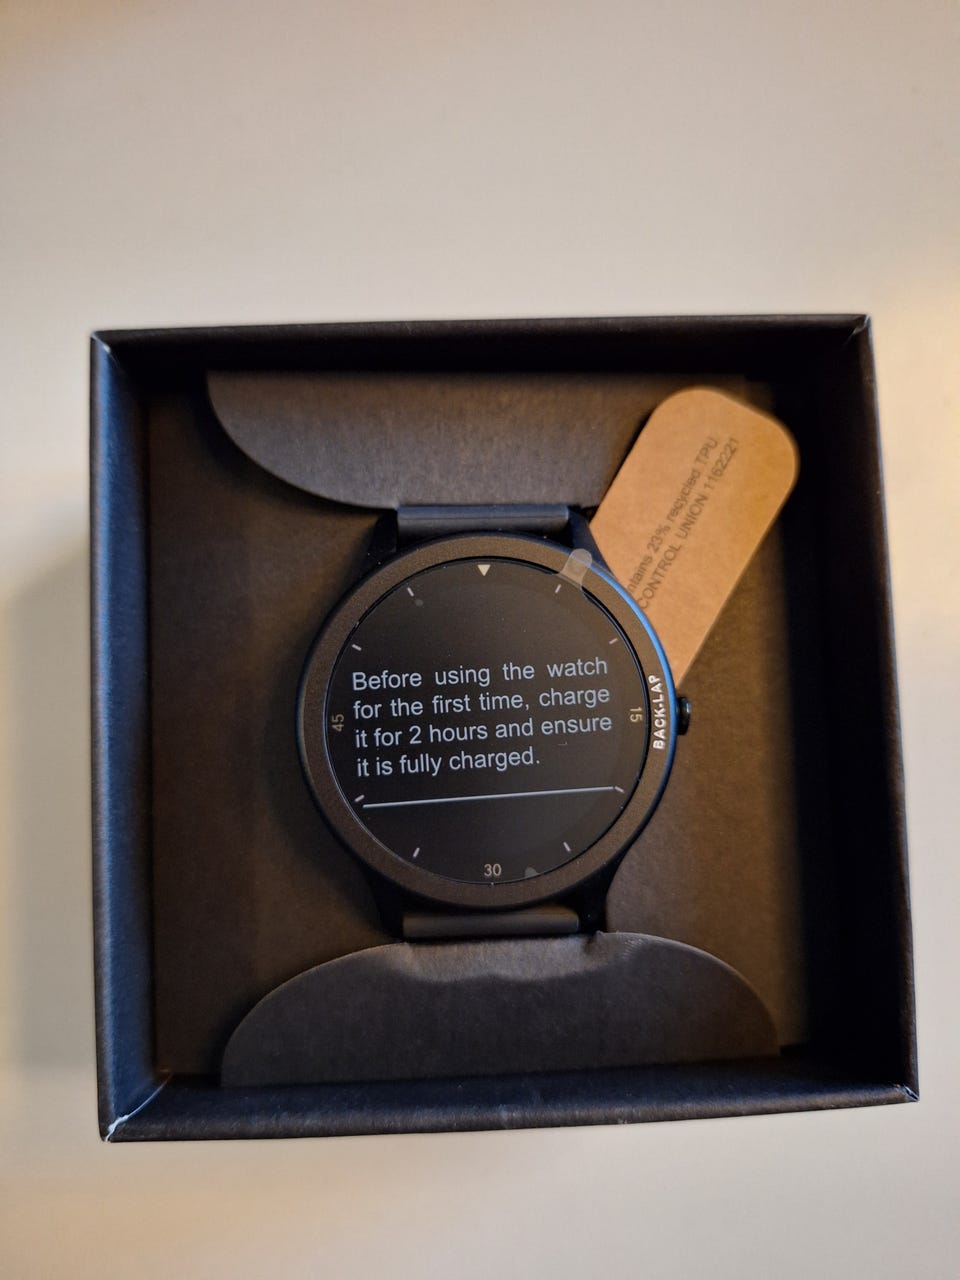 ntains 23% recycled TPU
CONTROL UNION 1162221
Before using the watch
for the first time, charge
it for 2 hours and ensure
it is fully charged.
45
15
BACK-LAP
30